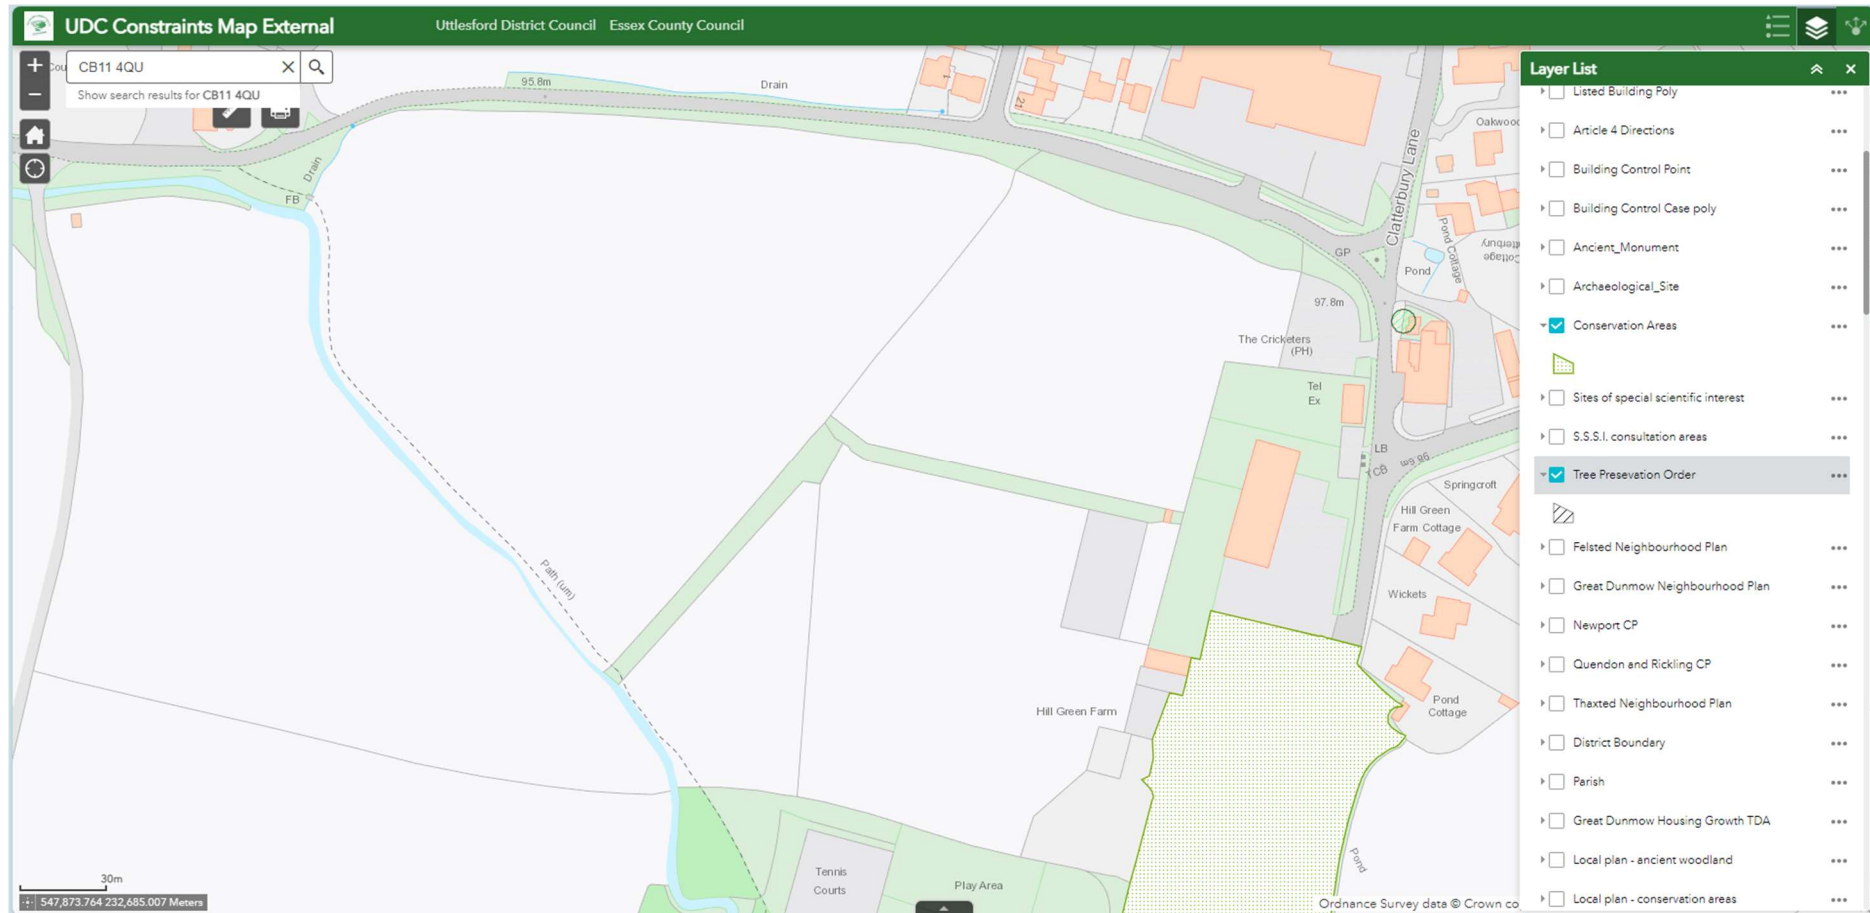 UDC Constraints Map External
Uttlesford District Council Essex County Council
CB11 4QU
Show search results for CB11 4QU
95.8m
Drain
1
21
Drain
FB
Clatterbury Lane
Pond Cottage
Pond
GP
97.8m
The Cricketers
(PH)
Tel
Ex
LB
TCB
98.6m
Springcroft
Hill Green
Farm Cottage
Wickets
Path (um)
Hill Green Farm
Pond
Cottage
Tennis
Courts
Play Area
Pond
30m
547,873.764 232,685.007 Meters
Ordnance Survey data © Crown co
Layer List
Listed Building Poly
Article 4 Directions
Building Control Point
Building Control Case poly
Ancient_Monument
Archaeological_Site
Conservation Areas
Sites of special scientific interest
S.S.S.I. consultation areas
Tree Presevation Order
Felsted Neighbourhood Plan
Great Dunmow Neighbourhood Plan
Newport CP
Quendon and Rickling CP
Thaxted Neighbourhood Plan
District Boundary
Parish
Great Dunmow Housing Growth TDA
Local plan - ancient woodland
Local plan - conservation areas